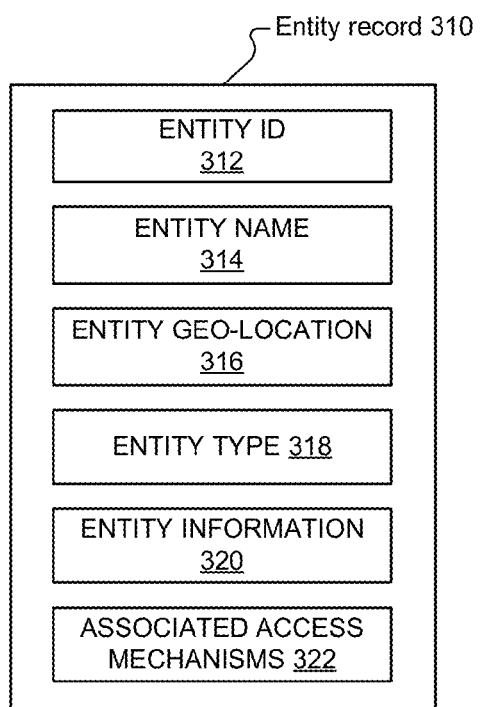 Entity record 310
ENTITY ID
312
ENTITY NAME
314
ENTITY GEO-LOCATION
316
ENTITY TYPE 318
ENTITY INFORMATION
320
ASSOCIATED ACCESS
MECHANISMS 322